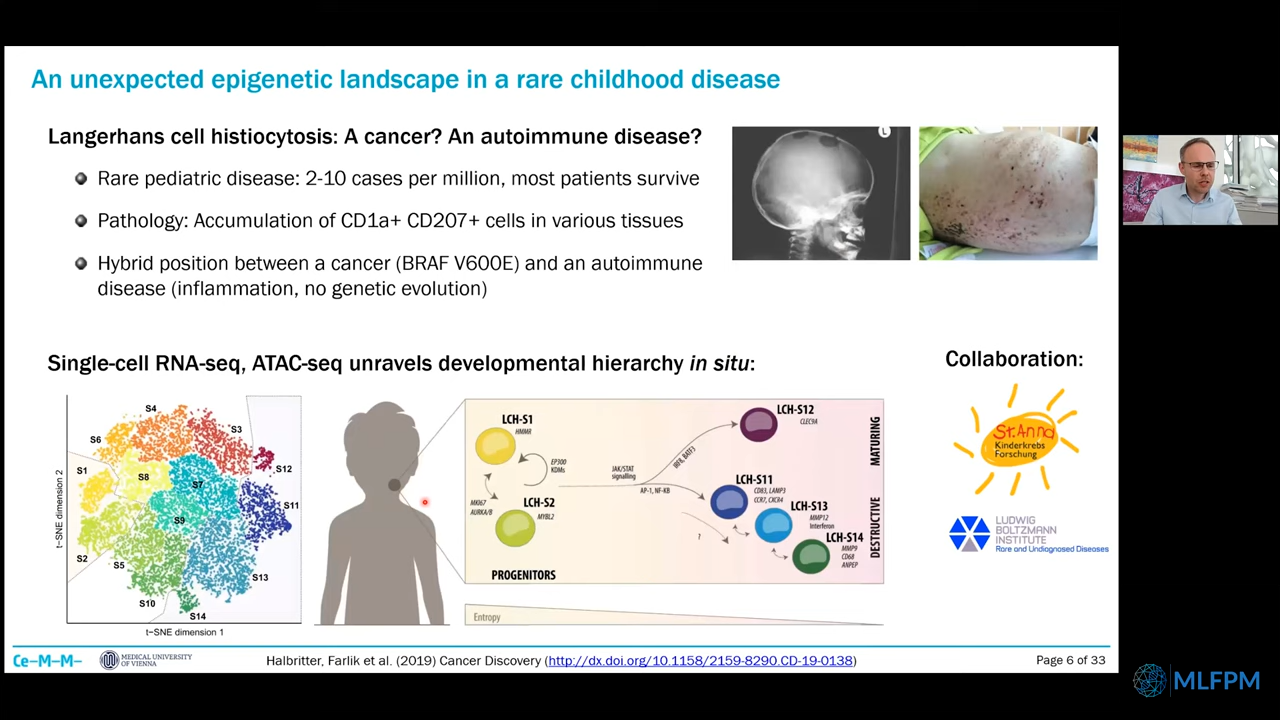 An unexpected epigenetic landscape in a rare childhood disease
Langerhans cell histiocytosis: A cancer? An autoimmune disease?
Rare pediatric disease: 2-10 cases per million, most patients survive
Pathology: Accumulation of CD1a+ CD207+ cells in various tissues
Hybrid position between a cancer (BRAF V600E) and an autoimmune
disease (inflammation, no genetic evolution)
L
Single-cell RNA-seq, ATAC-seq unravels developmental hierarchy in situ:
Collaboration:
t-SNE dimension 2
S4
S3
S6
S12
S1
S8
S7
S11
S9
S2
S5
S13
S10
S14
t-SNE dimension 1
LCH-S1
HMMR
EP300
KDMs
MKI67
AURKA/B
LCH-S2
MYBL2
PROGENITORS
JAK/STAT
signalling
AP-1, NF-KB
IRF8, BATF3
?
LCH-S12
CLEC9A
LCH-S11
CD83, LAMP3
CCR7, CXCR4
LCH-S13
MMP12
Interferon
LCH-S14
MMP9
CD68
ANPEP
MATURING
DESTRUCTIVE
Entropy
St. Anna
Kinderkrebs
Forschung
LUDWIG
BOLTZMANN
INSTITUTE
Rare and Undiagnosed Diseases
Ce-M-M-
MEDICAL UNIVERSITY
OF VIENNA
Halbritter, Farlik et al. (2019) Cancer Discovery (http://dx.doi.org/10.1158/2159-8290.CD-19-0138)
Page 6 of 33
MLFPM